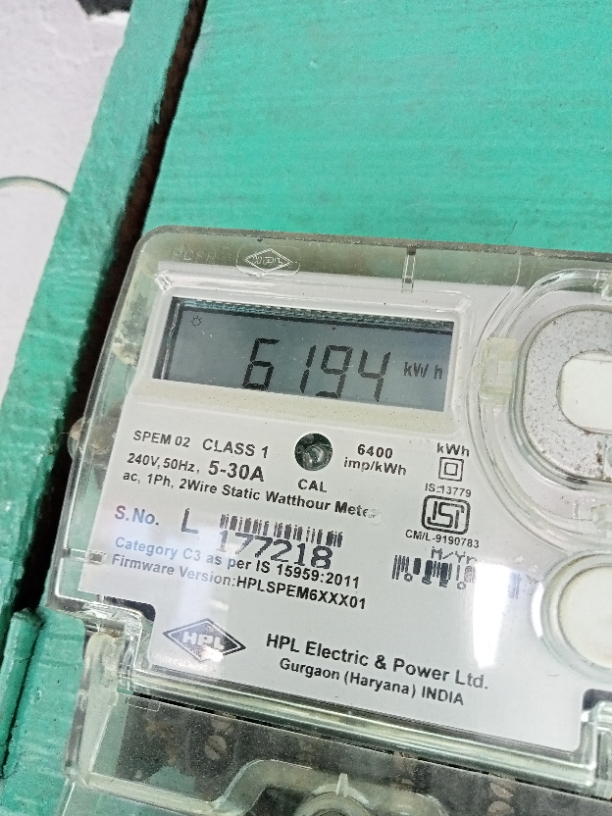 6194 kWh
SPEM 02 CLASS 1
240V, 50Hz, 5-30A
ac, 1Ph, 2Wire Static Watthour Meter
CAL
6400
imp/kWh
kWh
IS:13779
ISI
CM/L-9190783
S.No. L 177218
M/Yr
Category C3 as per IS 15959:2011
Firmware Version:HPLSPEM6XXX01
HPL
HPL Electric & Power Ltd.
Gurgaon (Haryana) INDIA